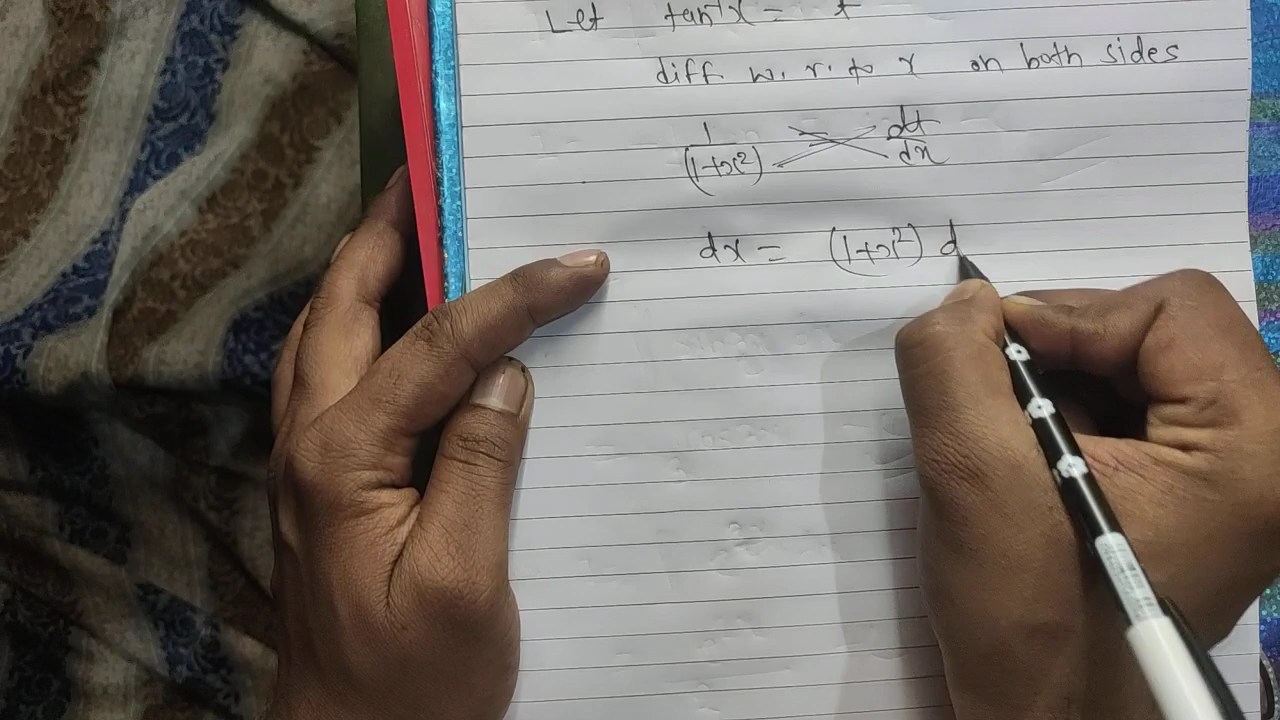 Let tan⁻¹x = t
diff w. r. to x on both sides
1/(1+x²) = dt/dx
dx = (1+x²) d